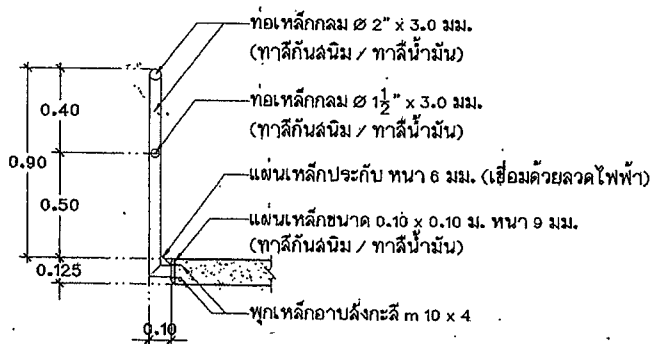 ท่อเหล็กกลม Ø 2" x 3.0 มม.
(ทาสีกันสนิม / ทาสีน้ำมัน)
0.40
ท่อเหล็กกลม Ø 1½" x 3.0 มม.
(ทาสีกันสนิม / ทาสีน้ำมัน)
0.90
แผ่นเหล็กประกับ หนา 6 มม. (เชื่อมด้วยลวดไฟฟ้า)
0.50
แผ่นเหล็กขนาด 0.10 x 0.10 ม. หนา 9 มม.
(ทาสีกันสนิม / ทาสีน้ำมัน)
0.125
พุกเหล็กอาบสังกะสี m 10 x 4
0.10